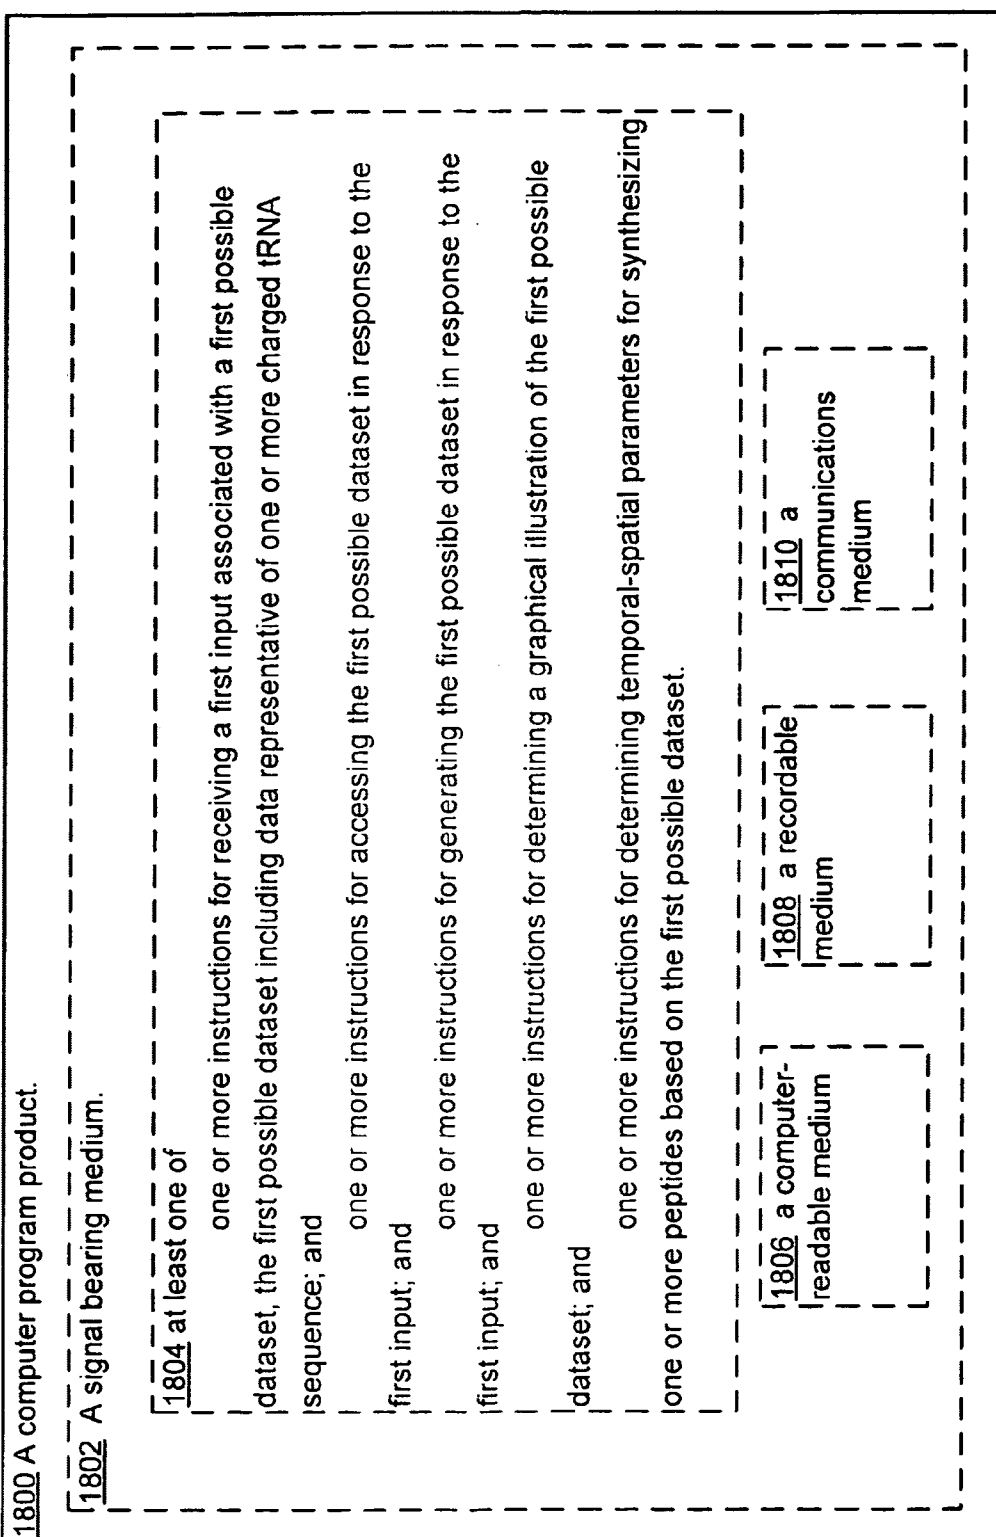 1800 A computer program product.
1802 A signal bearing medium.
1804 at least one of
one or more instructions for receiving a first input associated with a first possible
dataset, the first possible dataset including data representative of one or more charged tRNA
sequence; and
one or more instructions for accessing the first possible dataset in response to the
first input; and
one or more instructions for generating the first possible dataset in response to the
first input; and
one or more instructions for determining a graphical illustration of the first possible
dataset; and
one or more instructions for determining temporal-spatial parameters for synthesizing
one or more peptides based on the first possible dataset.
1806 a computer-
readable medium
1808 a recordable
medium
1810 a
communications
medium